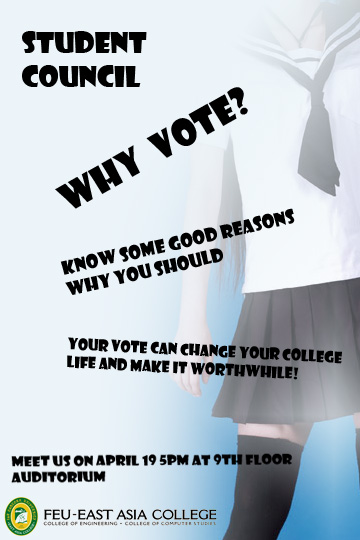 STUDENT
COUNCIL
WHY VOTE?
KNOW SOME GOOD REASONS
WHY YOU SHOULD
YOUR VOTE CAN CHANGE YOUR COLLEGE
LIFE AND MAKE IT WORTHWHILE!
MEET US ON APRIL 19 5PM AT 9TH FLOOR
AUDITORIUM
FEU-EAST ASIA COLLEGE
COLLEGE OF ENGINEERING • COLLEGE OF COMPUTER STUDIES